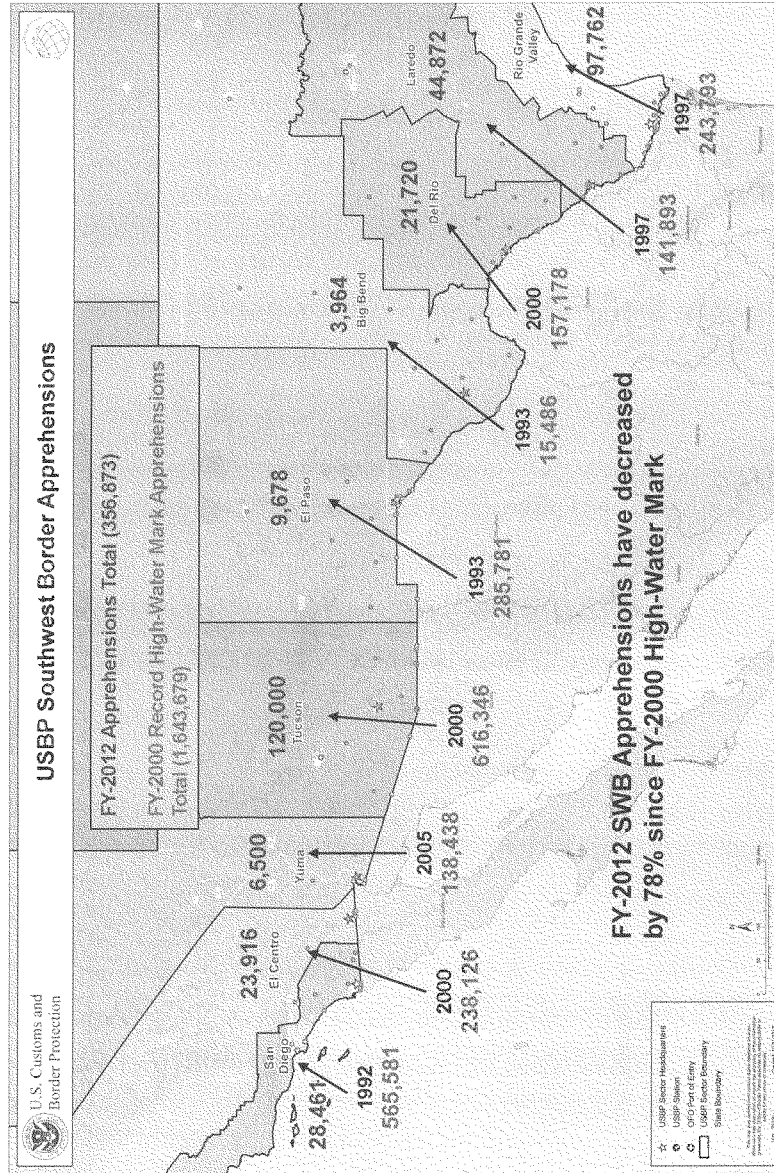 U.S. Customs and
Border Protection
USBP Southwest Border Apprehensions
FY-2012 Apprehensions Total (356,873)
FY-2000 Record High-Water Mark Apprehensions
Total (1,643,679)
San
Diego
28,461
1992
565,581
23,916
El Centro
2000
238,126
6,500
Yuma
2005
138,438
120,000
Tucson
2000
616,346
9,678
El Paso
1993
285,781
3,964
Big Bend
1993
15,486
21,720
Del Rio
2000
157,178
Laredo
44,872
1997
141,893
Rio Grande
Valley
97,762
1997
243,793
FY-2012 SWB Apprehensions have decreased
by 78% since FY-2000 High-Water Mark
N
USBP Sector Headquarters
USBP Station
OFO Port of Entry
USBP Sector Boundary
State Boundary